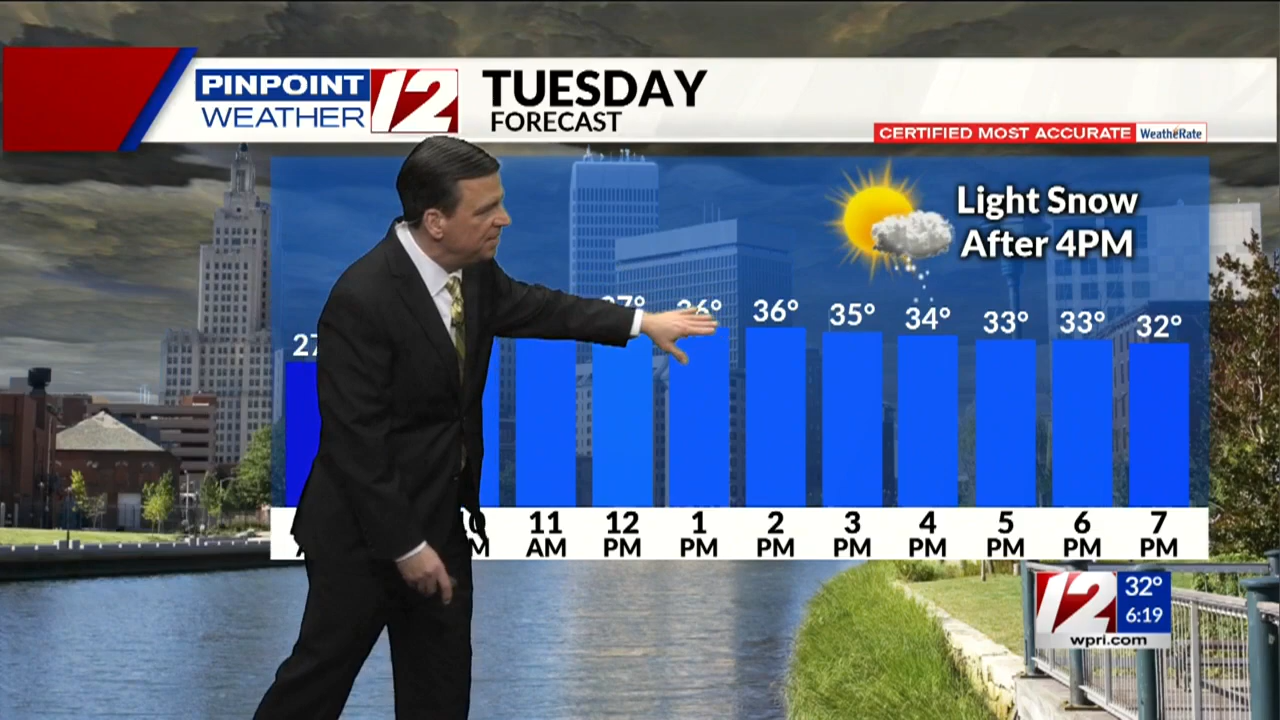 PINPOINT
WEATHER
12
TUESDAY
FORECAST
CERTIFIED MOST ACCURATE WeatheRate
Light Snow
After 4PM
36° 35° 34° 33° 33° 32°
11 12 1 2 3 4 5 6 7
AM PM PM PM PM PM PM PM PM
12 32°
6:19
wpri.com